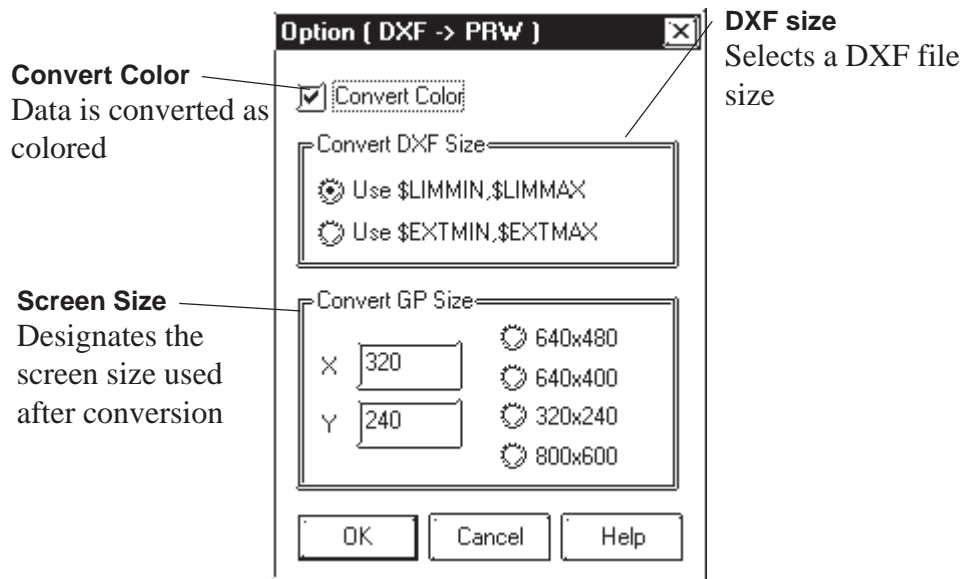 Option ( DXF -> PRW )
DXF size
Selects a DXF file
size
Convert Color
Data is converted as
colored
Convert Color
Convert DXF Size
Use $LIMMIN,$LIMMAX
Use $EXTMIN,$EXTMAX
Screen Size
Designates the
screen size used
after conversion
Convert GP Size
X 320
Y 240
640x480
640x400
320x240
800x600
OK Cancel Help